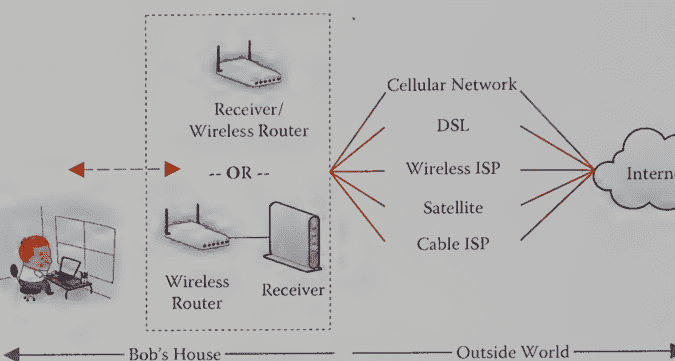 Receiver/
Wireless Router
-- OR --
Wireless
Router
Receiver
Cellular Network
DSL
Wireless ISP
Satellite
Cable ISP
Interne
Bob's House
Outside World